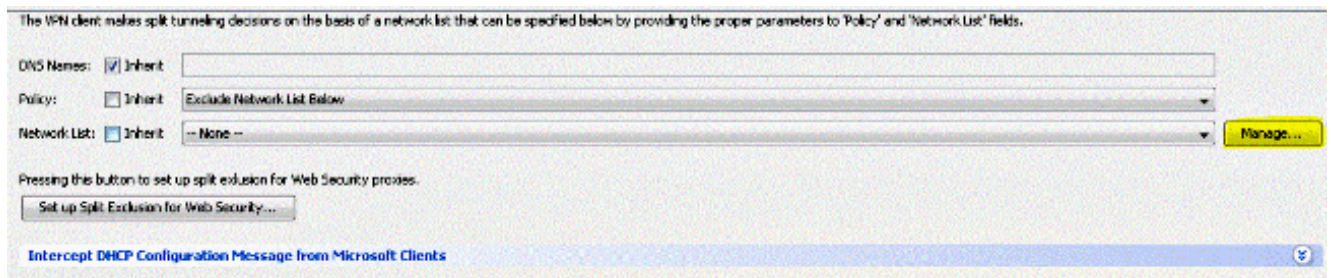 The VPN client makes split tunneling decisions on the basis of a network list that can be specified below by providing the proper parameters to 'Policy' and 'Network List' fields.
DNS Names: Inherit
Policy: Inherit Exclude Network List Below
Network List: Inherit -- None -- Manage...
Pressing this button to set up split exlusion for Web Security proxies.
Set up Split Exclusion for Web Security...
Intercept DHCP Configuration Message from Microsoft Clients